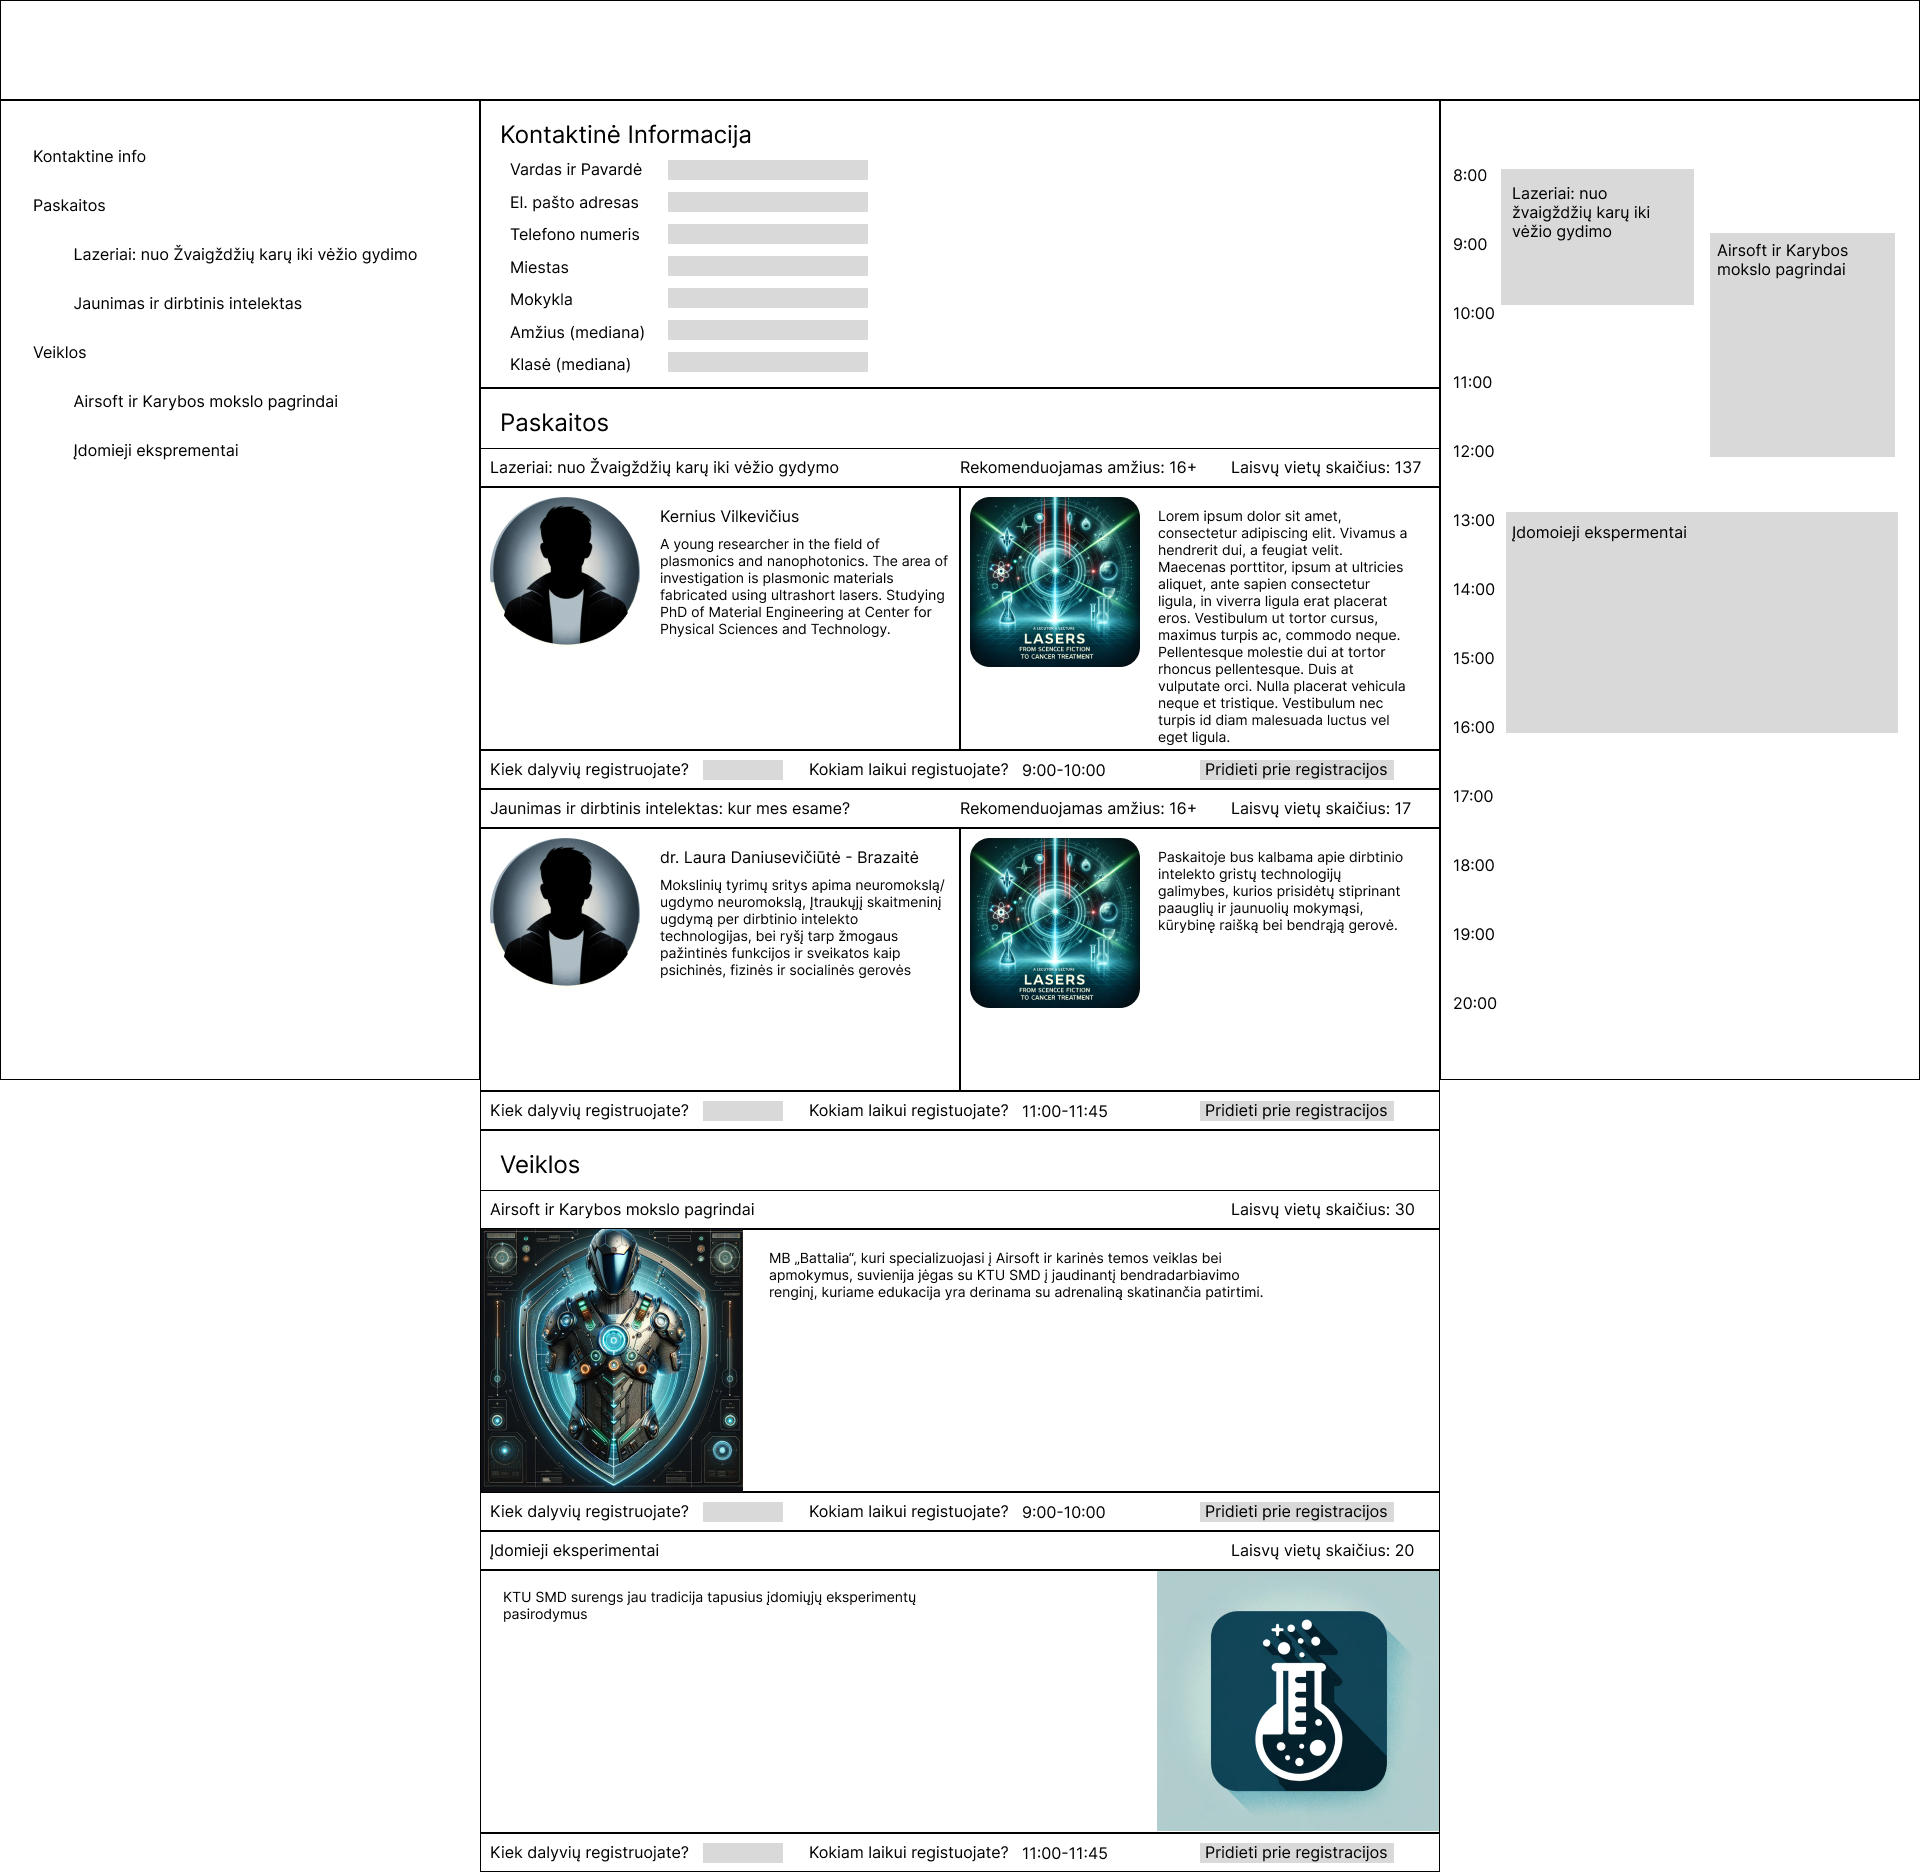 Kontaktine info
Paskaitos
Lazeriai: nuo Žvaigždžių karų iki vėžio gydimo
Jaunimas ir dirbtinis intelektas
Veiklos
Airsoft ir Karybos mokslo pagrindai
Įdomieji eksprementai
Kontaktinė Informacija
Vardas ir Pavardė
El. pašto adresas
Telefono numeris
Miestas
Mokykla
Amžius (mediana)
Klasė (mediana)
Paskaitos
Lazeriai: nuo Žvaigždžių karų iki vėžio gydymo
Rekomenduojamas amžius: 16+
Laisvų vietų skaičius: 137
Kernius Vilkevičius
A young researcher in the field of
plasmonics and nanophotonics. The area of
investigation is plasmonic materials
fabricated using ultrashort lasers. Studying
PhD of Material Engineering at Center for
Physical Sciences and Technology.
LASERS
FROM SCENCCE FICTION
TO CANCER TREATMENT
Lorem ipsum dolor sit amet,
consectetur adipiscing elit. Vivamus a
hendrerit dui, a feugiat velit.
Maecenas porttitor, ipsum at ultricies
aliquet, ante sapien consectetur
ligula, in viverra ligula erat placerat
eros. Vestibulum ut tortor cursus,
maximus turpis ac, commodo neque.
Pellentesque molestie dui at tortor
rhoncus pellentesque. Duis at
vulputate orci. Nulla placerat vehicula
neque et tristique. Vestibulum nec
turpis id diam malesuada luctus vel
eget ligula.
Kiek dalyvių registruojate?
Kokiam laikui registuojate? 9:00-10:00
Pridieti prie registracijos
Jaunimas ir dirbtinis intelektas: kur mes esame?
Rekomenduojamas amžius: 16+
Laisvų vietų skaičius: 17
dr. Laura Daniusevičiūtė - Brazaitė
Mokslinių tyrimų sritys apima neuromokslą/
ugdymo neuromokslą, Įtraukųjį skaitmeninį
ugdymą per dirbtinio intelekto
technologijas, bei ryšį tarp žmogaus
pažintinės funkcijos ir sveikatos kaip
psichinės, fizinės ir socialinės gerovės
LASERS
FROM SCENCCE FICTION
TO CANCER TREATMENT
Paskaitoje bus kalbama apie dirbtinio
intelekto gristų technologijų
galimybes, kurios prisidėtų stiprinant
paauglių ir jaunuolių mokymąsi,
kūrybinę raišką bei bendrąją gerovė.
Kiek dalyvių registruojate?
Kokiam laikui registuojate? 11:00-11:45
Pridieti prie registracijos
Veiklos
Airsoft ir Karybos mokslo pagrindai
Laisvų vietų skaičius: 30
MB „Battalia“, kuri specializuojasi į Airsoft ir karinės temos veiklas bei
apmokymus, suvienija jėgas su KTU SMD į jaudinantį bendradarbiavimo
renginį, kuriame edukacija yra derinama su adrenaliną skatinančia patirtimi.
Kiek dalyvių registruojate?
Kokiam laikui registuojate? 9:00-10:00
Pridieti prie registracijos
Įdomieji eksperimentai
Laisvų vietų skaičius: 20
KTU SMD surengs jau tradicija tapusius įdomiųjų eksperimentų
pasirodymus
Kiek dalyvių registruojate?
Kokiam laikui registuojate? 11:00-11:45
Pridieti prie registracijos
8:00
Lazeriai: nuo
žvaigždžių karų iki
vėžio gydimo
9:00
Airsoft ir Karybos
mokslo pagrindai
10:00
11:00
12:00
13:00
Įdomoieji ekspermentai
14:00
15:00
16:00
17:00
18:00
19:00
20:00